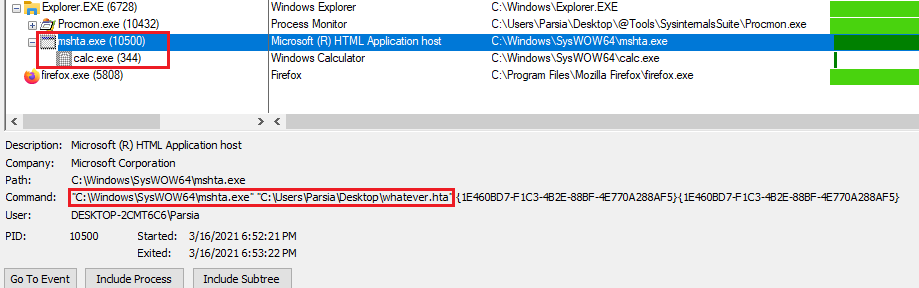 Explorer.EXE (6728) Windows Explorer C:\Windows\Explorer.EXE
Procmon.exe (10432) Process Monitor C:\Users\Parsia\Desktop\@Tools\SysinternalsSuite\Procmon.exe
mshta.exe (10500) Microsoft (R) HTML Application host C:\Windows\SysWOW64\mshta.exe
calc.exe (344) Windows Calculator C:\Windows\SysWOW64\calc.exe
firefox.exe (5808) Firefox C:\Program Files\Mozilla Firefox\firefox.exe
Description: Microsoft (R) HTML Application host
Company: Microsoft Corporation
Path: C:\Windows\SysWOW64\mshta.exe
Command: "C:\Windows\SysWOW64\mshta.exe" "C:\Users\Parsia\Desktop\whatever.hta" {1E460BD7-F1C3-4B2E-88BF-4E770A288AF5}{1E460BD7-F1C3-4B2E-88BF-4E770A288AF5}
User: DESKTOP-2CMT6C6\Parsia
PID: 10500 Started: 3/16/2021 6:52:21 PM
Exited: 3/16/2021 6:53:22 PM
Go To Event Include Process Include Subtree